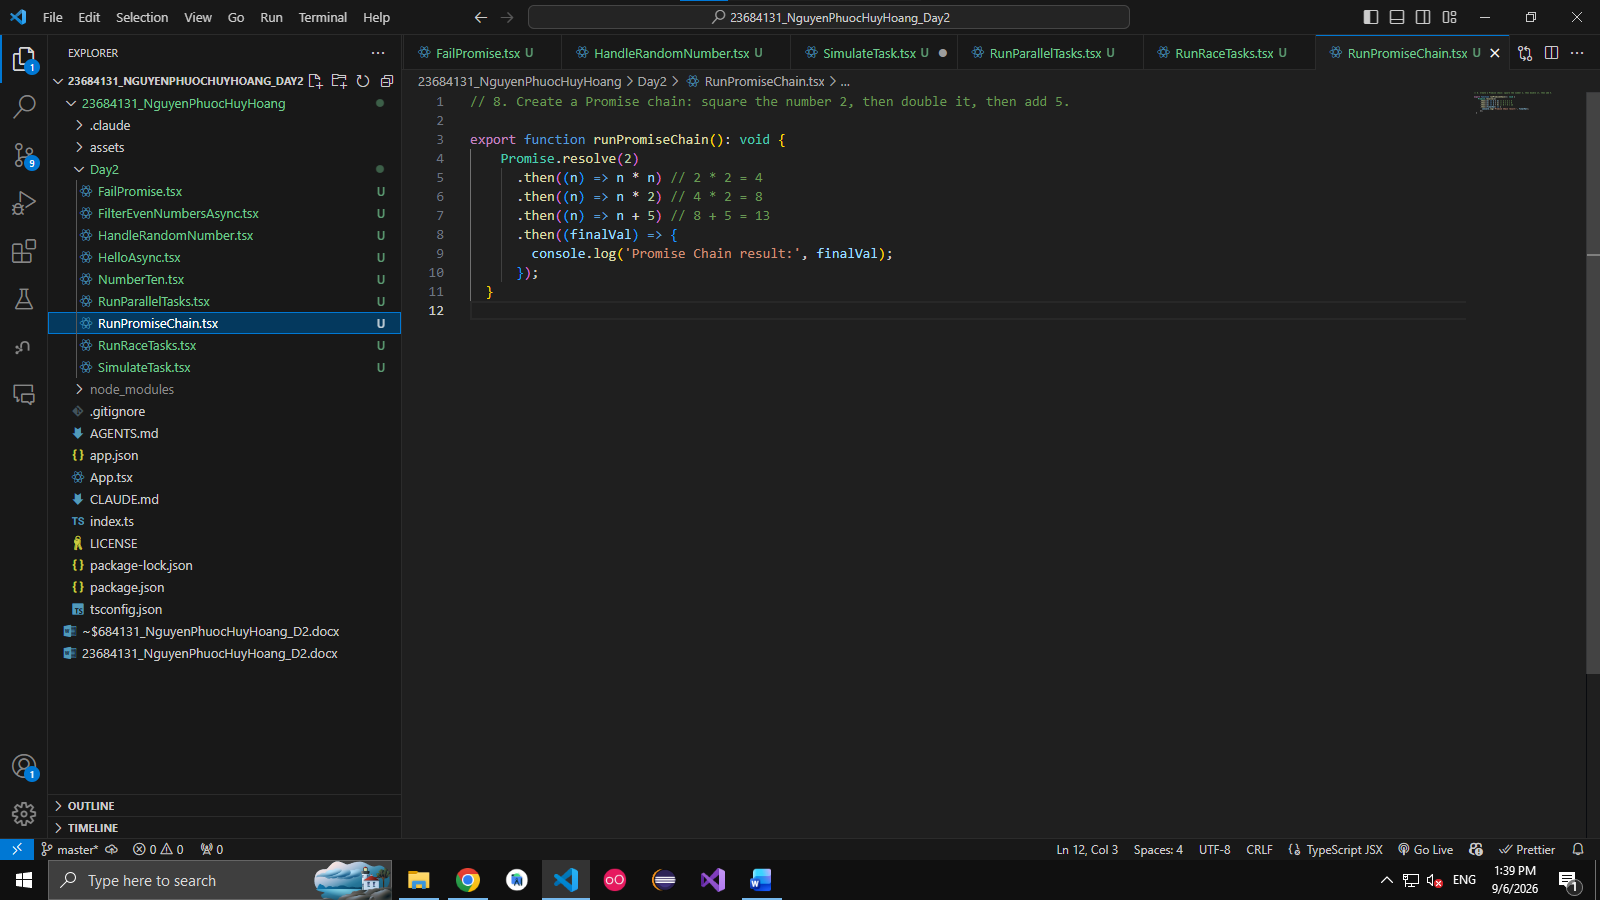 File Edit Selection View Go Run Terminal Help
23684131_NguyenPhuocHuyHoang_Day2
EXPLORER
23684131_NGUYENPHUOCHUYHOANG_DAY2
23684131_NguyenPhuocHuyHoang
.claude
assets
Day2
FailPromise.tsx U
FilterEvenNumbersAsync.tsx U
HandleRandomNumber.tsx U
HelloAsync.tsx U
NumberTen.tsx U
RunParallelTasks.tsx U
RunPromiseChain.tsx U
RunRaceTasks.tsx U
SimulateTask.tsx U
node_modules
.gitignore
AGENTS.md
{} app.json
App.tsx
CLAUDE.md
TS index.ts
LICENSE
{} package-lock.json
{} package.json
TS tsconfig.json
~$684131_NguyenPhuocHuyHoang_D2.docx
23684131_NguyenPhuocHuyHoang_D2.docx
OUTLINE
TIMELINE
1
9
1
FailPromise.tsx U HandleRandomNumber.tsx U SimulateTask.tsx U RunParallelTasks.tsx U RunRaceTasks.tsx U RunPromiseChain.tsx U
23684131_NguyenPhuocHuyHoang > Day2 > RunPromiseChain.tsx > ...
1 // 8. Create a Promise chain: square the number 2, then double it, then add 5.
2
3 export function runPromiseChain(): void {
4 Promise.resolve(2)
5 .then((n) => n * n) // 2 * 2 = 4
6 .then((n) => n * 2) // 4 * 2 = 8
7 .then((n) => n + 5) // 8 + 5 = 13
8 .then((finalVal) => {
9 console.log('Promise Chain result:', finalVal);
10 });
11 }
12
master* 0 0 0 Ln 12, Col 3 Spaces: 4 UTF-8 CRLF {} TypeScript JSX Go Live Prettier
Type here to search
ENG
1:39 PM
9/6/2026
1